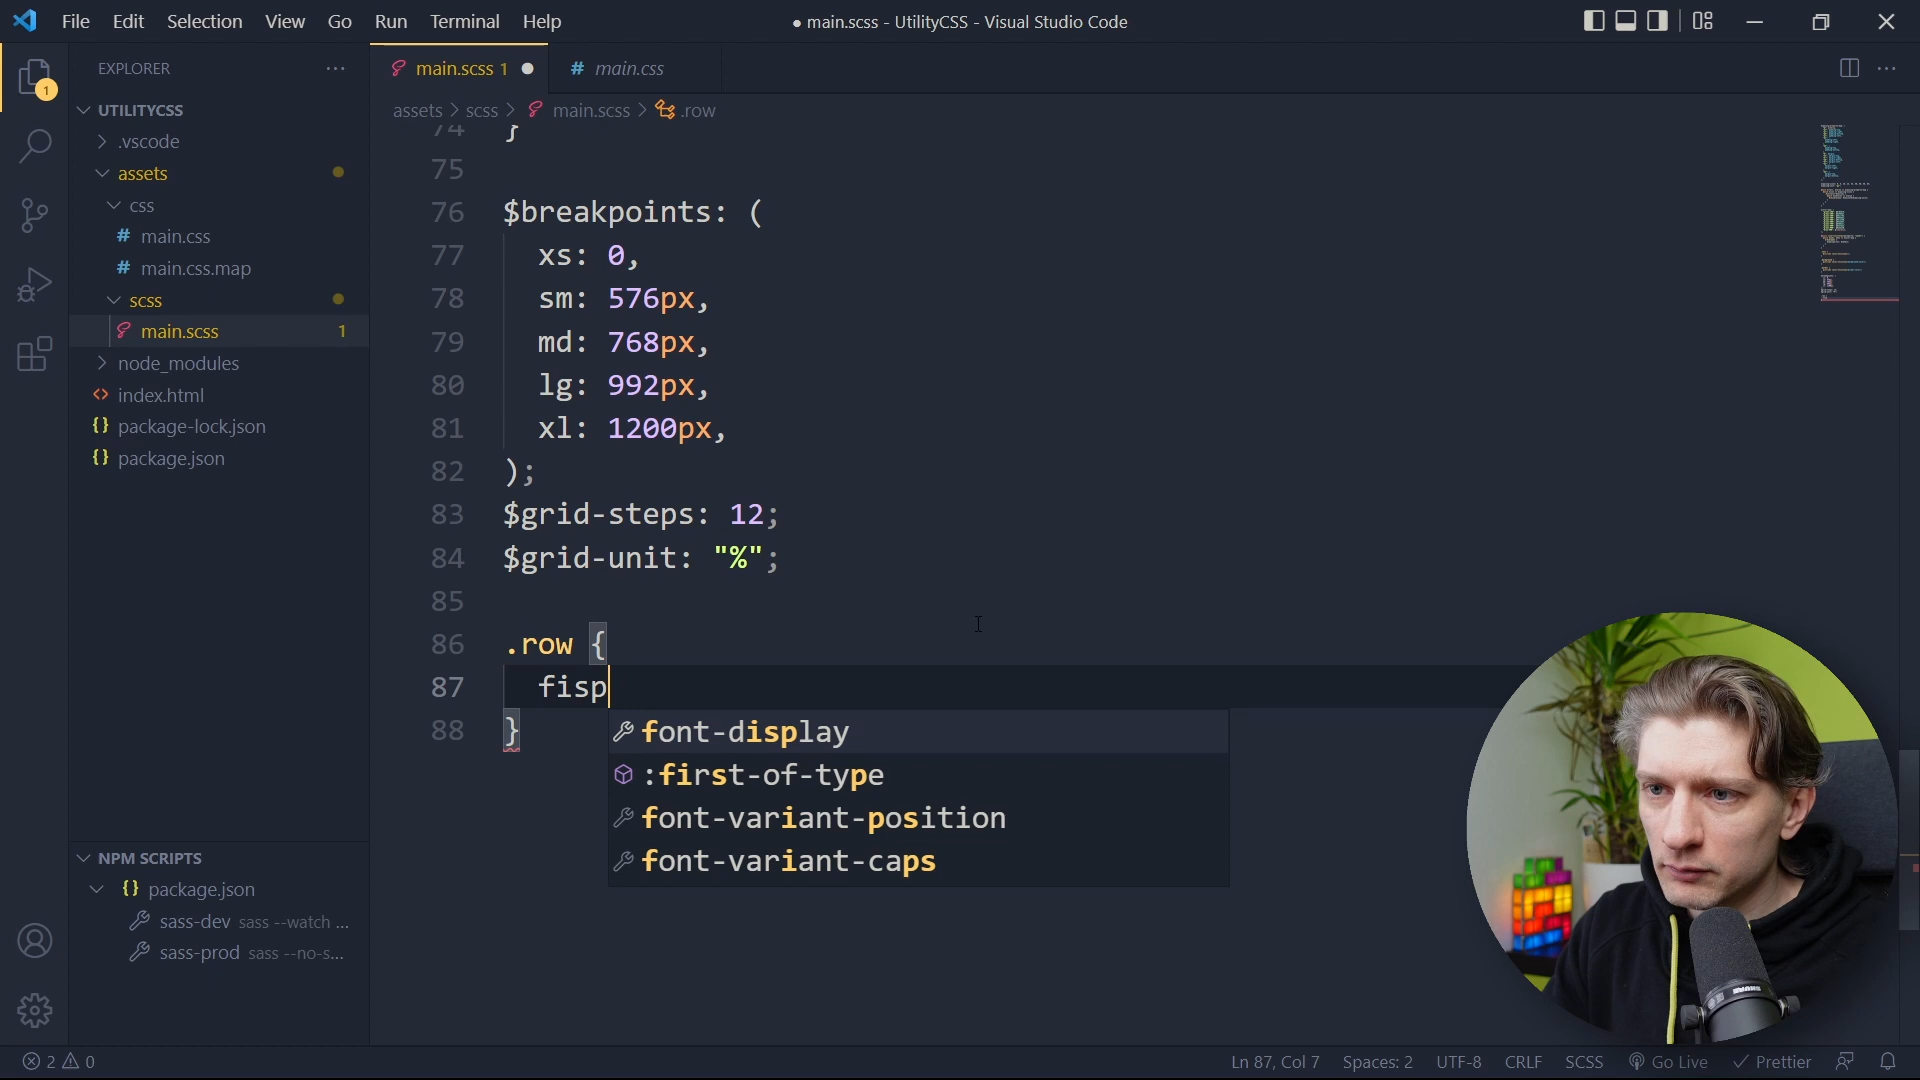 File Edit Selection View Go Run Terminal Help
● main.scss - UtilityCSS - Visual Studio Code
1
EXPLORER
UTILITYCSS
.vscode
assets
css
# main.css
# main.css.map
scss
main.scss 1
node_modules
<> index.html
{} package-lock.json
{} package.json
NPM SCRIPTS
{} package.json
sass-dev sass --watch ...
sass-prod sass --no-s...
main.scss 1 ●
# main.css
assets > scss > main.scss > .row
74 }
75
76 $breakpoints: (
77 xs: 0,
78 sm: 576px,
79 md: 768px,
80 lg: 992px,
81 xl: 1200px,
82 );
83 $grid-steps: 12;
84 $grid-unit: "%";
85
86 .row {
87 fisp
88 }
font-display
:first-of-type
font-variant-position
font-variant-caps
SHURE
2 0
Ln 87, Col 7 Spaces: 2 UTF-8 CRLF SCSS Go Live Prettier